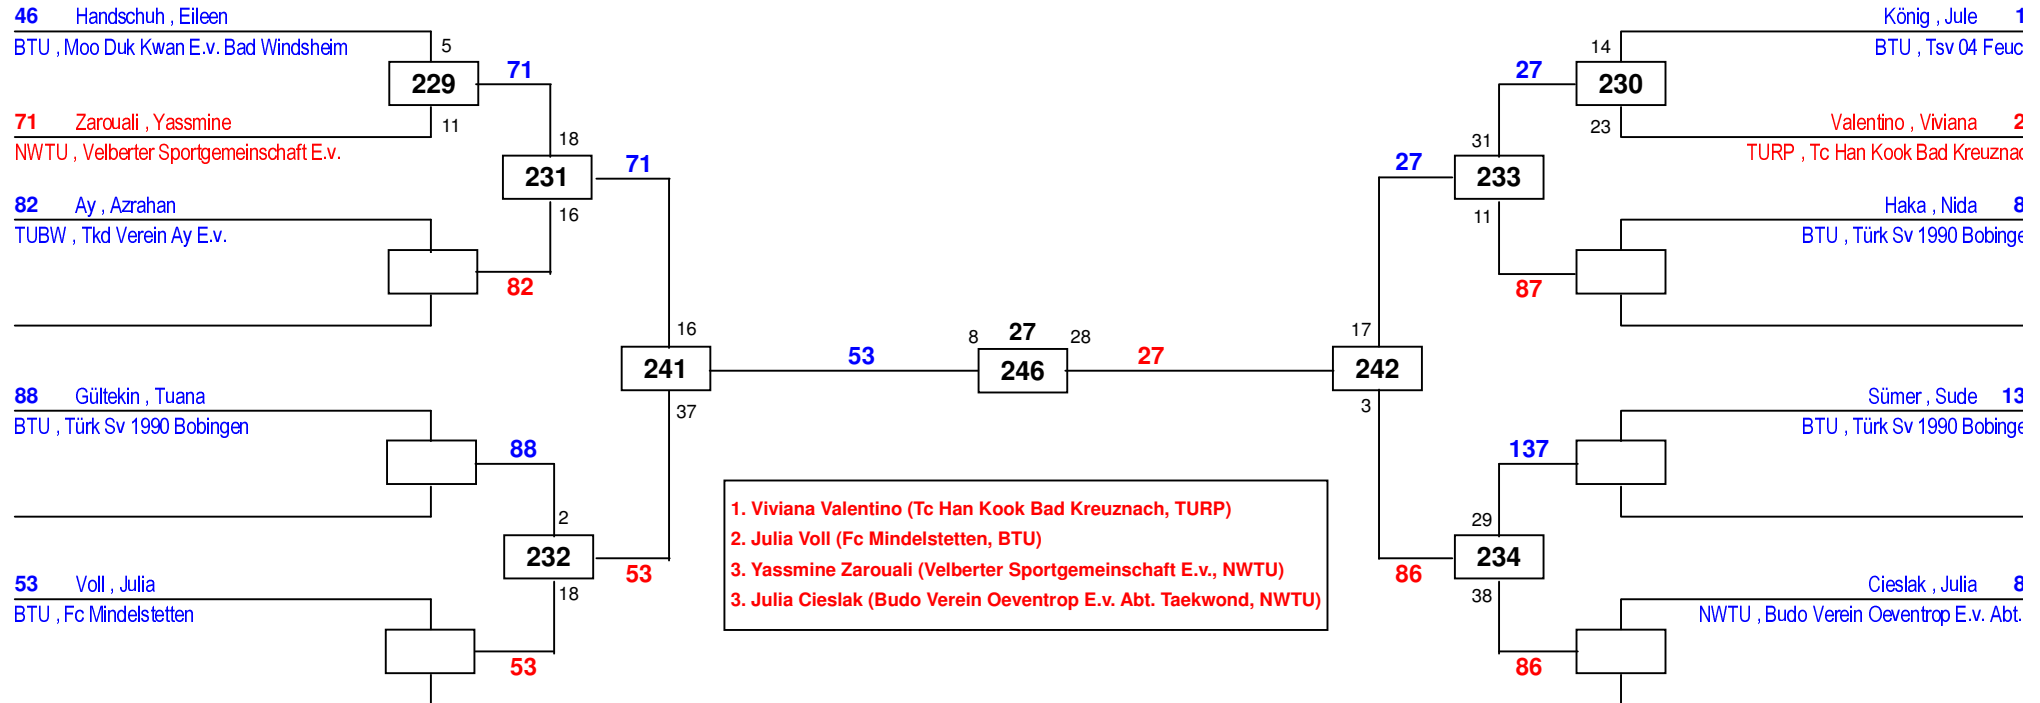 46 Handschuh , Eileen
BTU , Moo Duk Kwan E.v. Bad Windsheim
5
229
71
11
71 Zarouali , Yassmine
NWTU , Velberter Sportgemeinschaft E.v.
18
231
71
16
82 Ay , Azrahan
TUBW , Tkd Verein Ay E.v.
82
16
241
53
37
88 Gültekin , Tuana
BTU , Türk Sv 1990 Bobingen
88
2
232
53
18
53 Voll , Julia
BTU , Fc Mindelstetten
53
8 27 28
246
27
König , Jule 1
BTU , Tsv 04 Feuc
14
27
230
23
Valentino , Viviana 2
TURP , Tc Han Kook Bad Kreuznac
31
27
233
11
Haka , Nida 8
BTU , Türk Sv 1990 Bobinge
87
17
242
3
Sümer , Sude 13
BTU , Türk Sv 1990 Bobinge
137
29
234
86
38
Cieslak , Julia 8
NWTU , Budo Verein Oeventrop E.v. Abt.
86
1. Viviana Valentino (Tc Han Kook Bad Kreuznach, TURP)
2. Julia Voll (Fc Mindelstetten, BTU)
3. Yassmine Zarouali (Velberter Sportgemeinschaft E.v., NWTU)
3. Julia Cieslak (Budo Verein Oeventrop E.v. Abt. Taekwond, NWTU)